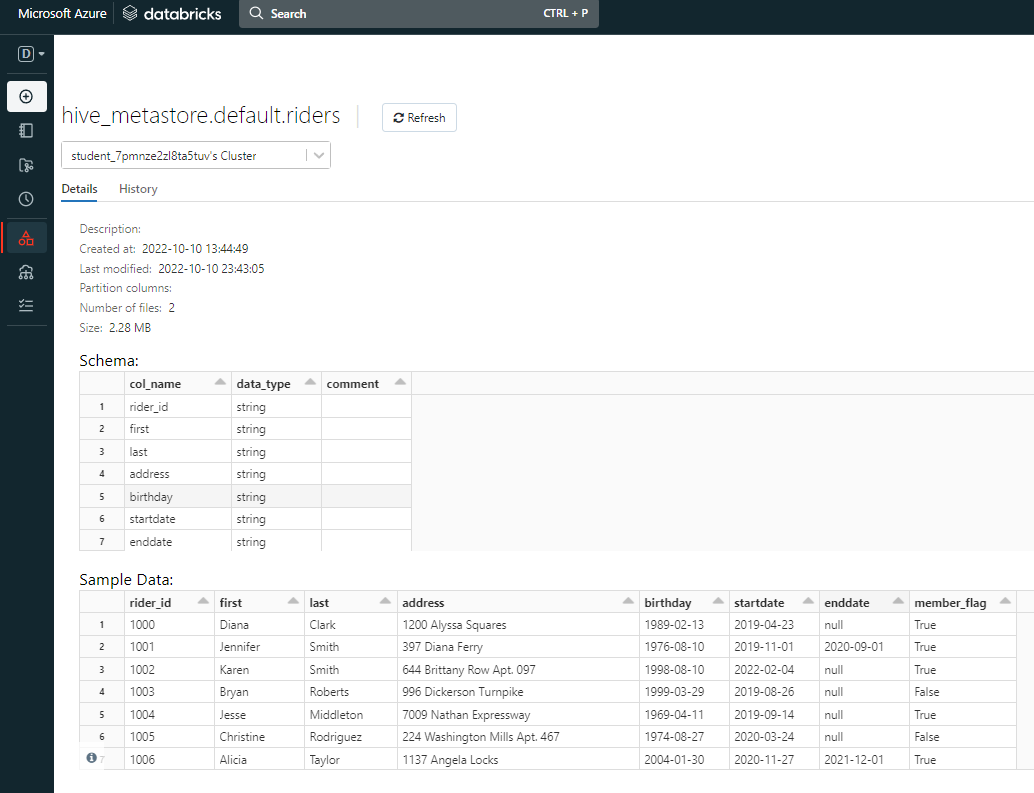 Microsoft Azure databricks Search CTRL + P
D
hive_metastore.default.riders Refresh
student_7pmnze2zl8ta5tuv's Cluster
Details History
Description:
Created at: 2022-10-10 13:44:49
Last modified: 2022-10-10 23:43:05
Partition columns:
Number of files: 2
Size: 2.28 MB
Schema:
col_name data_type comment
1 rider_id string
2 first string
3 last string
4 address string
5 birthday string
6 startdate string
7 enddate string
Sample Data:
rider_id first last address birthday startdate enddate member_flag
1 1000 Diana Clark 1200 Alyssa Squares 1989-02-13 2019-04-23 null True
2 1001 Jennifer Smith 397 Diana Ferry 1976-08-10 2019-11-01 2020-09-01 True
3 1002 Karen Smith 644 Brittany Row Apt. 097 1998-08-10 2022-02-04 null True
4 1003 Bryan Roberts 996 Dickerson Turnpike 1999-03-29 2019-08-26 null False
5 1004 Jesse Middleton 7009 Nathan Expressway 1969-04-11 2019-09-14 null True
6 1005 Christine Rodriguez 224 Washington Mills Apt. 467 1974-08-27 2020-03-24 null False
7 1006 Alicia Taylor 1137 Angela Locks 2004-01-30 2020-11-27 2021-12-01 True